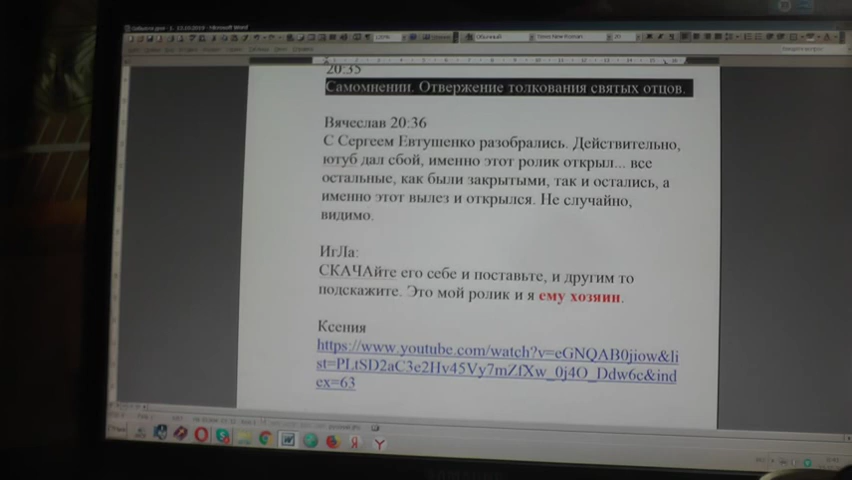 20:35
Самомнении. Отвержение толкования святых отцов.
Вячеслав 20:36
С Сергеем Евтушенко разобрались. Действительно,
ютуб дал сбой, именно этот ролик открыл... все
остальные, как были закрытыми, так и остались, а
именно этот вылез и открылся. Не случайно,
видимо.
ИгЛа:
СКАЧАйте его себе и поставьте, и другим то
подскажите. Это мой ролик и я ему хозяин.
Ксения
https://www.youtube.com/watch?v=eGNQAB0jiow&li
st=PLtSD2aC3e2Hv45Vy7mZfXw_0j4O_Ddw6c&ind
ex=63